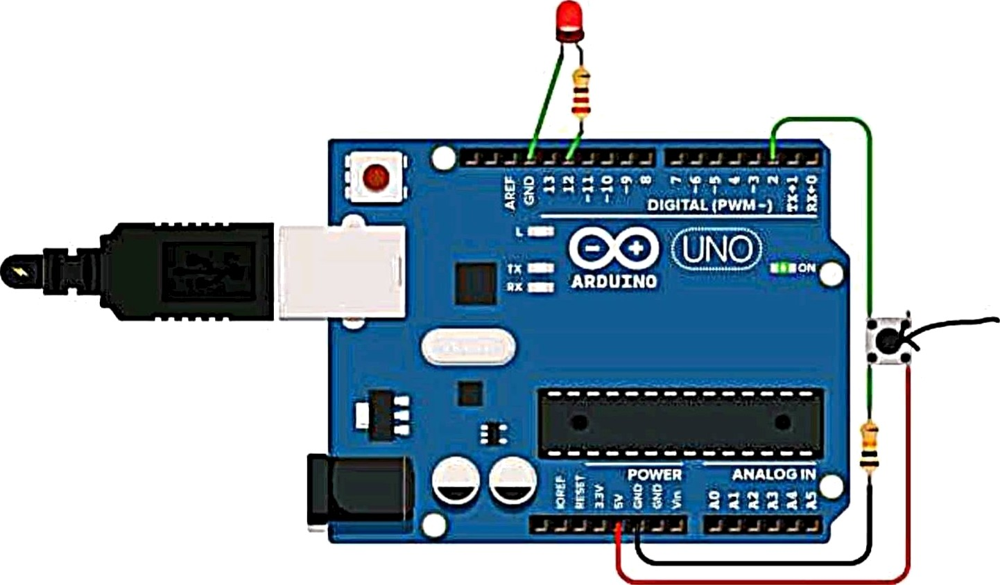 AREF
GND
13
12
~11
~10
~9
8
7
~6
~5
4
~3
2
TX→1
RX←0
DIGITAL (PWM~)
L
TX
RX
UNO
ON
ARDUINO
POWER
ANALOG IN
IOREF
RESET
3.3V
5V
GND
GND
Vin
A0
A1
A2
A3
A4
A5